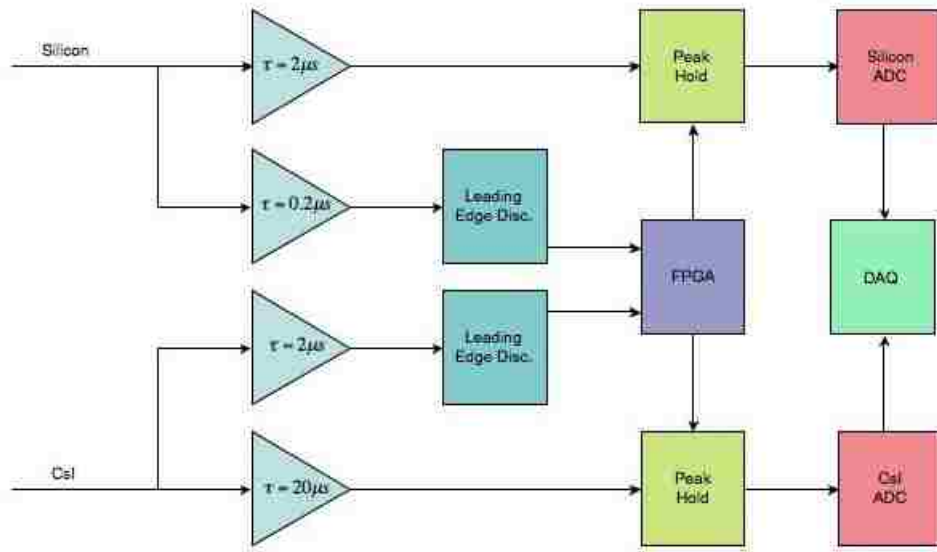 Silicon
τ = 2μs
Peak
Hold
Silicon
ADC
τ = 0.2μs
Leading
Edge Disc.
FPGA
DAQ
τ = 2μs
Leading
Edge Disc.
CsI
τ = 20μs
Peak
Hold
CsI
ADC